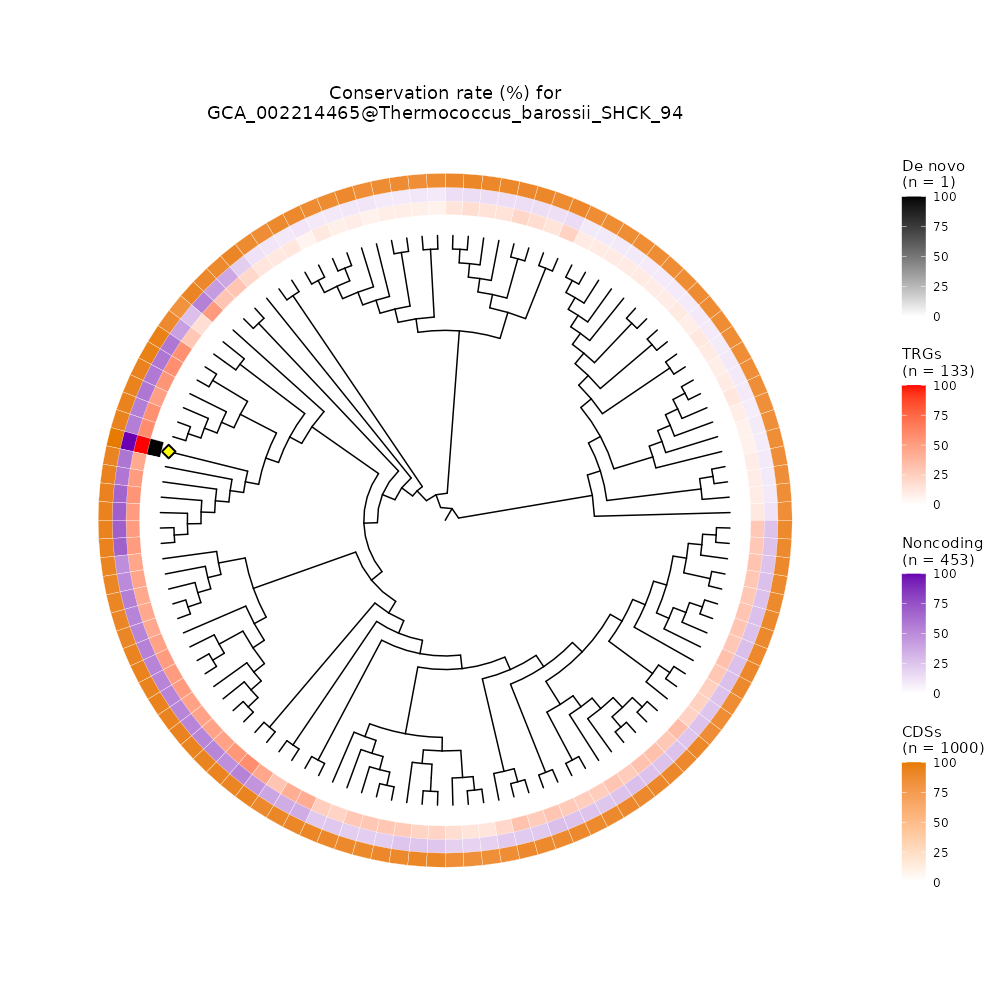 Conservation rate (%) for
GCA_002214465@Thermococcus_barossii_SHCK_94
De novo
(n = 1)
100
75
50
25
0
TRGs
(n = 133)
100
75
50
25
0
Noncoding
(n = 453)
100
75
50
25
0
CDSs
(n = 1000)
100
75
50
25
0